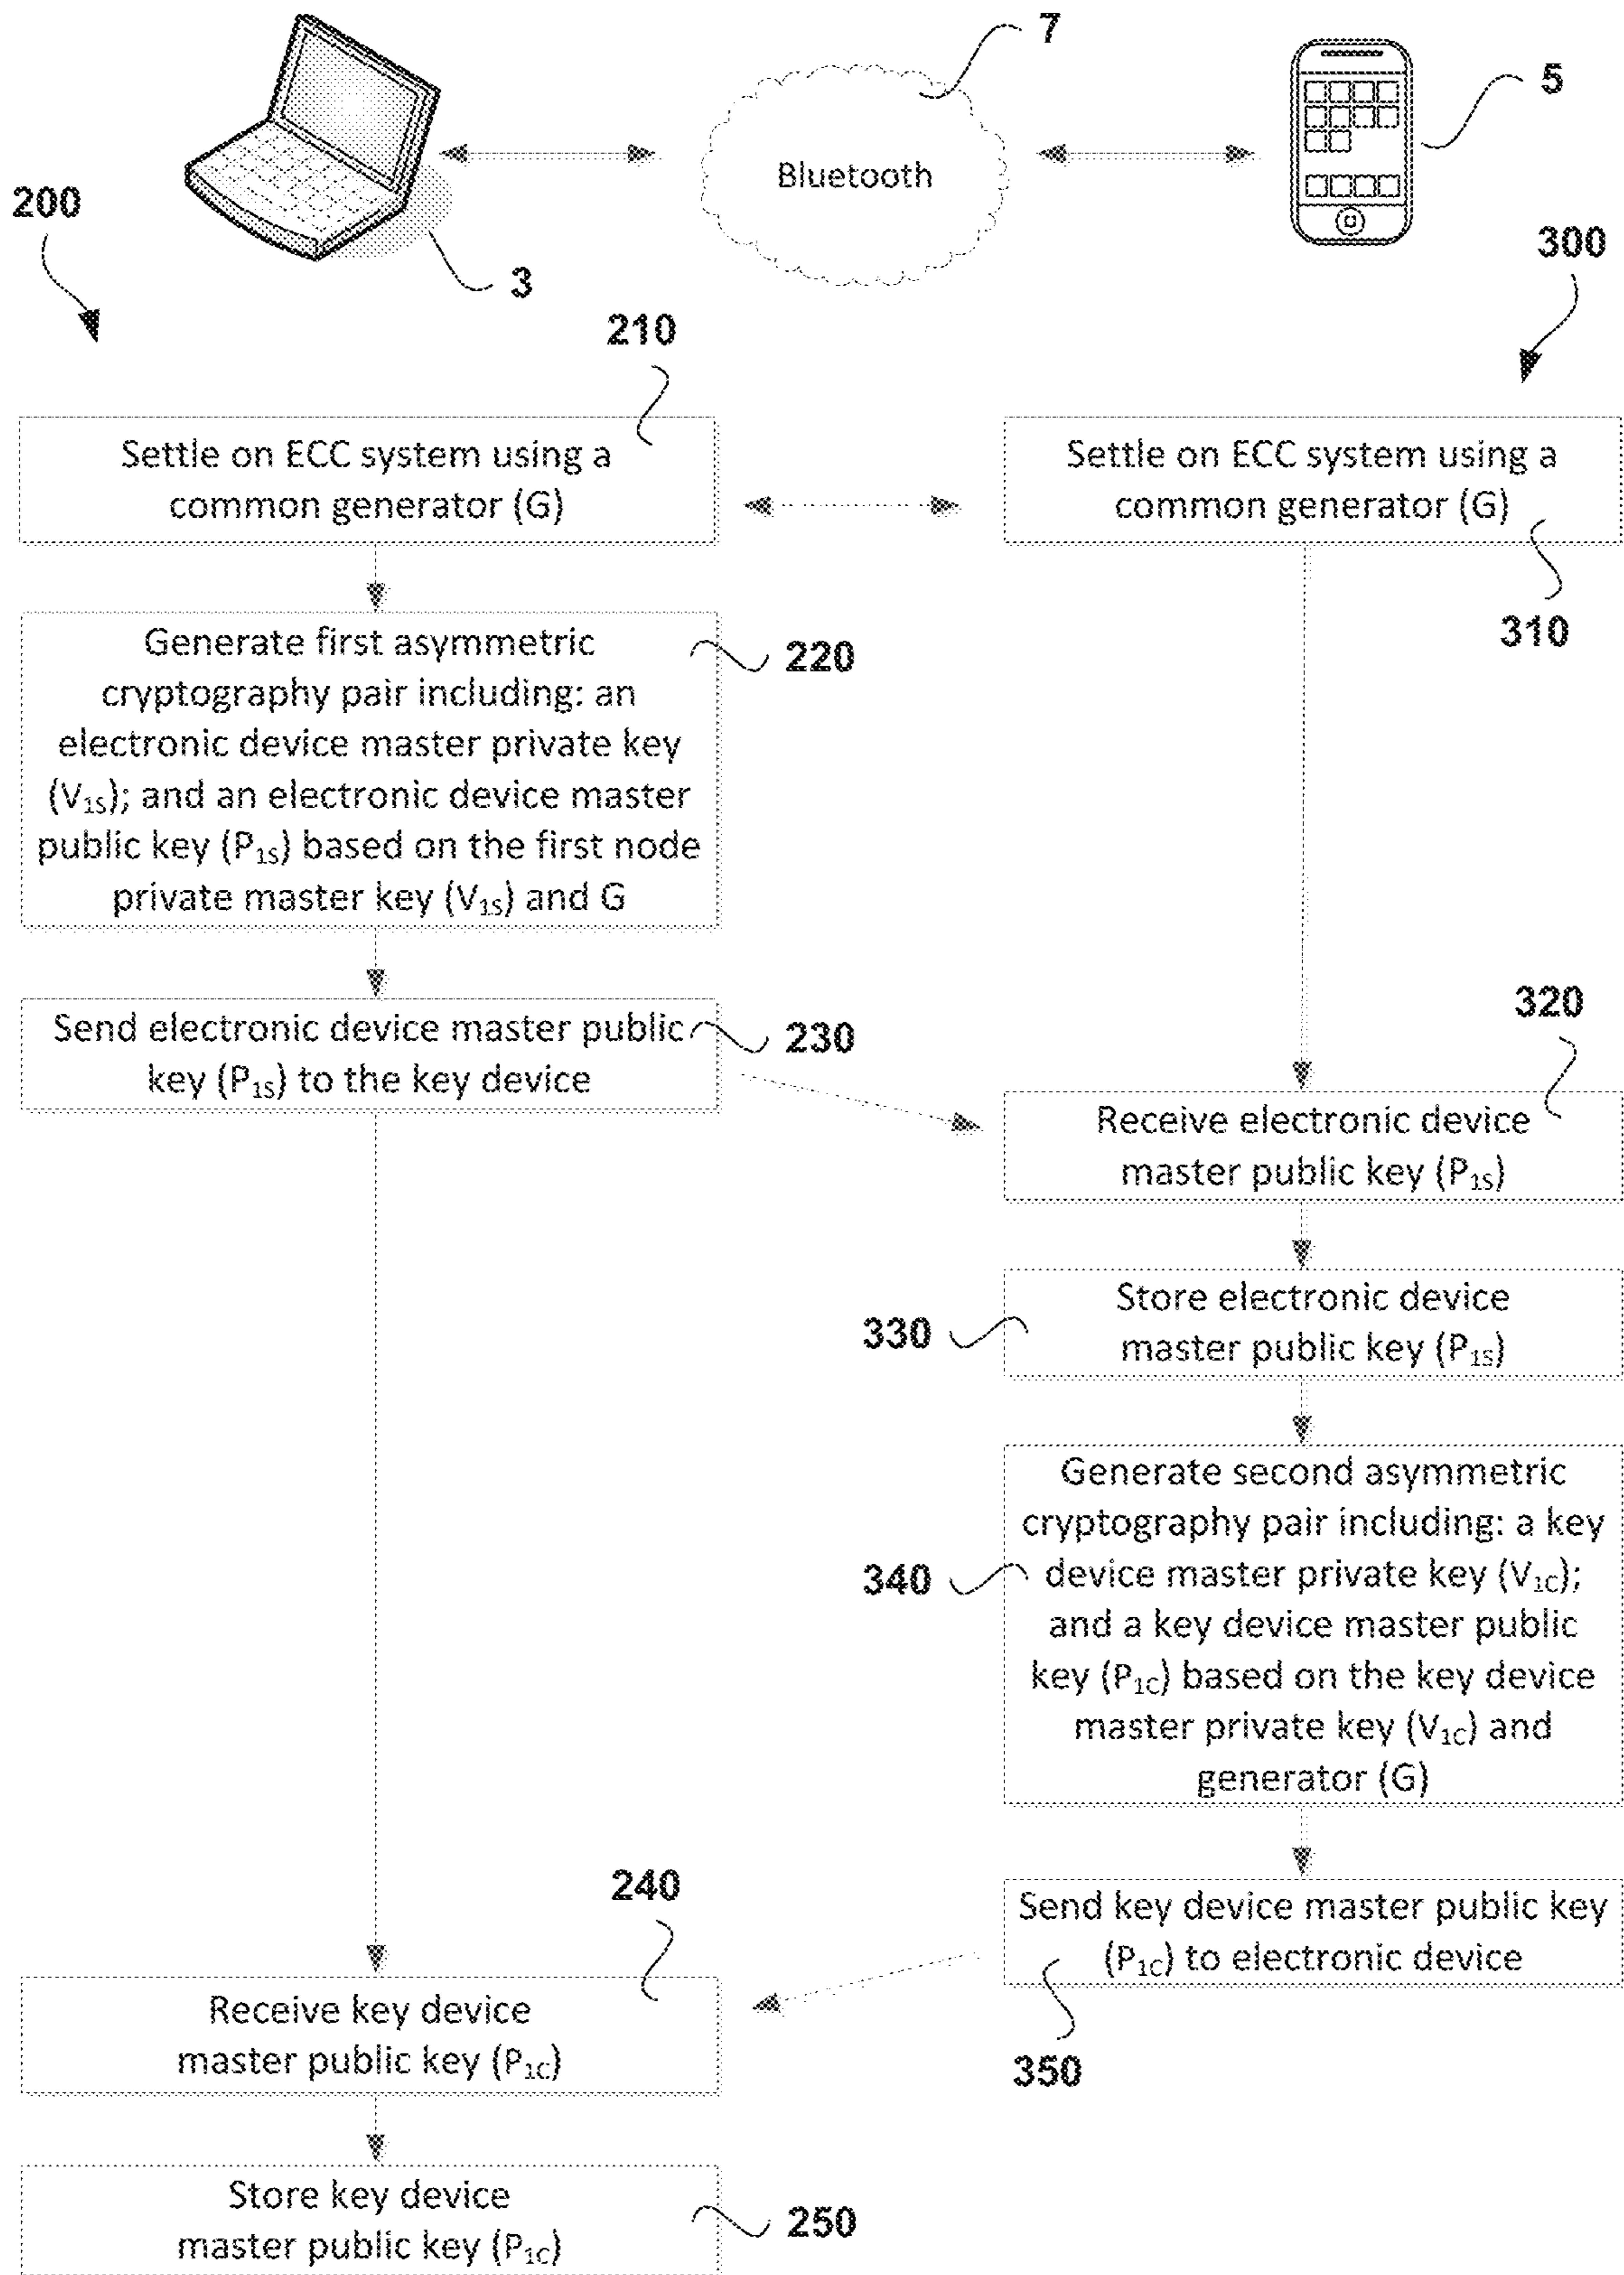 7
5
Bluetooth
200
3
300
210
Settle on ECC system using a
common generator (G)
Settle on ECC system using a
common generator (G)
310
Generate first asymmetric
cryptography pair including: an
electronic device master private key
(V1S); and an electronic device master
public key (P1S) based on the first node
private master key (V1S) and G
220
Send electronic device master public
key (P1S) to the key device
230
320
Receive electronic device
master public key (P1S)
Store electronic device
master public key (P1S)
330
Generate second asymmetric
cryptography pair including: a key
device master private key (V1C);
and a key device master public
key (P1C) based on the key device
master private key (V1C) and
generator (G)
340
240
Send key device master public key
(P1C) to electronic device
350
Receive key device
master public key (P1C)
Store key device
master public key (P1C)
250